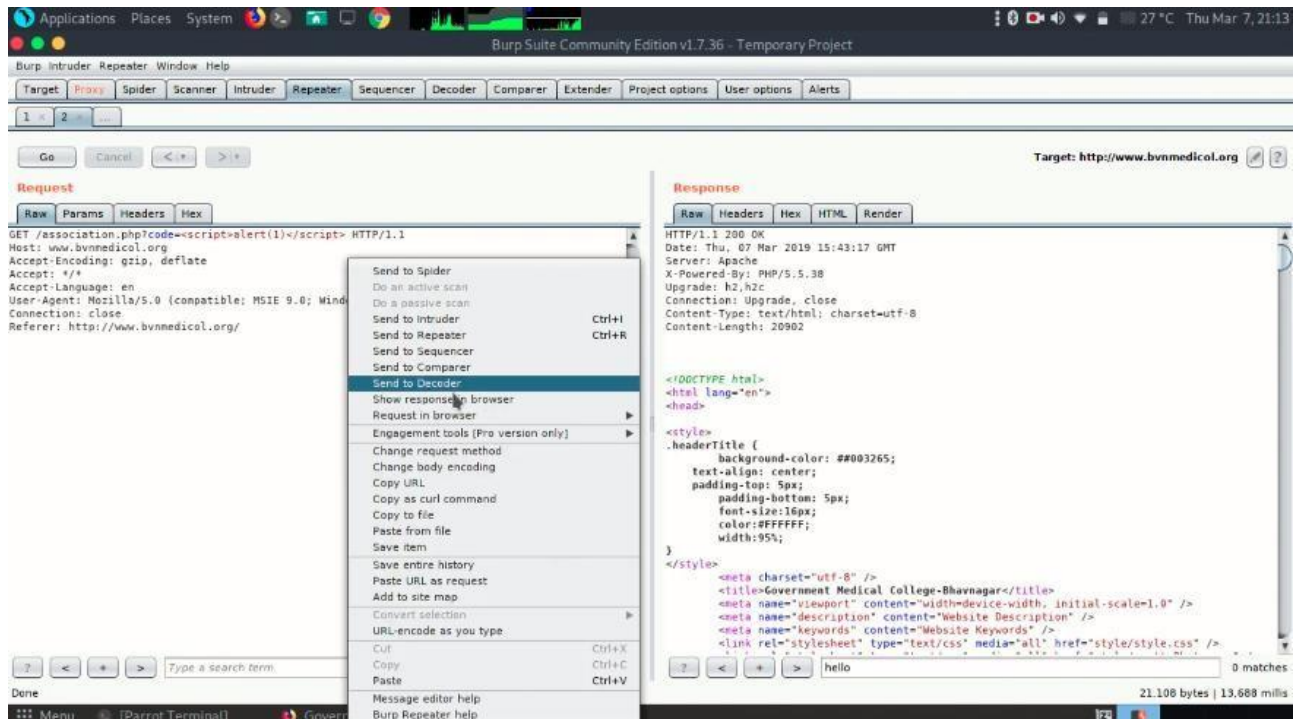 Applications Places System 27 °C Thu Mar 7, 21:13
Burp Suite Community Edition v1.7.36 - Temporary Project
Burp Intruder Repeater Window Help
Target Proxy Spider Scanner Intruder Repeater Sequencer Decoder Comparer Extender Project options User options Alerts
1 × 2 × ...
Go Cancel < > Target: http://www.bvnmedicol.org ?
Request
Raw Params Headers Hex
GET /association.php?code=<script>alert(1)</script> HTTP/1.1
Host: www.bvnmedicol.org
Accept-Encoding: gzip, deflate
Accept: */*
Accept-Language: en
User-Agent: Mozilla/5.0 (compatible; MSIE 9.0; Wind
Connection: close
Referer: http://www.bvnmedicol.org/
Send to Spider
Do an active scan
Do a passive scan
Send to Intruder Ctrl+I
Send to Repeater Ctrl+R
Send to Sequencer
Send to Comparer
Send to Decoder
Show response in browser
Request in browser
Engagement tools [Pro version only]
Change request method
Change body encoding
Copy URL
Copy as curl command
Copy to file
Paste from file
Save item
Save entire history
Paste URL as request
Add to site map
Convert selection
URL-encode as you type
Cut Ctrl+X
Copy Ctrl+C
Paste Ctrl+V
Message editor help
Burp Repeater help
Response
Raw Headers Hex HTML Render
HTTP/1.1 200 OK
Date: Thu, 07 Mar 2019 15:43:17 GMT
Server: Apache
X-Powered-By: PHP/5.5.38
Upgrade: h2,h2c
Connection: Upgrade, close
Content-Type: text/html; charset=utf-8
Content-Length: 20902
<!DOCTYPE html>
<html lang="en">
<head>
<style>
.headerTitle {
background-color: ##003265;
text-align: center;
padding-top: 5px;
padding-bottom: 5px;
font-size:16px;
color:#FFFFFF;
width:95%;
}
</style>
<meta charset="utf-8" />
<title>Government Medical College-Bhavnagar</title>
<meta name="viewport" content="width=device-width, initial-scale=1.0" />
<meta name="description" content="Website Description" />
<meta name="keywords" content="Website Keywords" />
<link rel="stylesheet" type="text/css" media="all" href="style/style.css" />
? < + > Type a search term
? < + > hello 0 matches
Done 21,108 bytes | 13,688 millis
Menu [Parrot Terminal] Govern